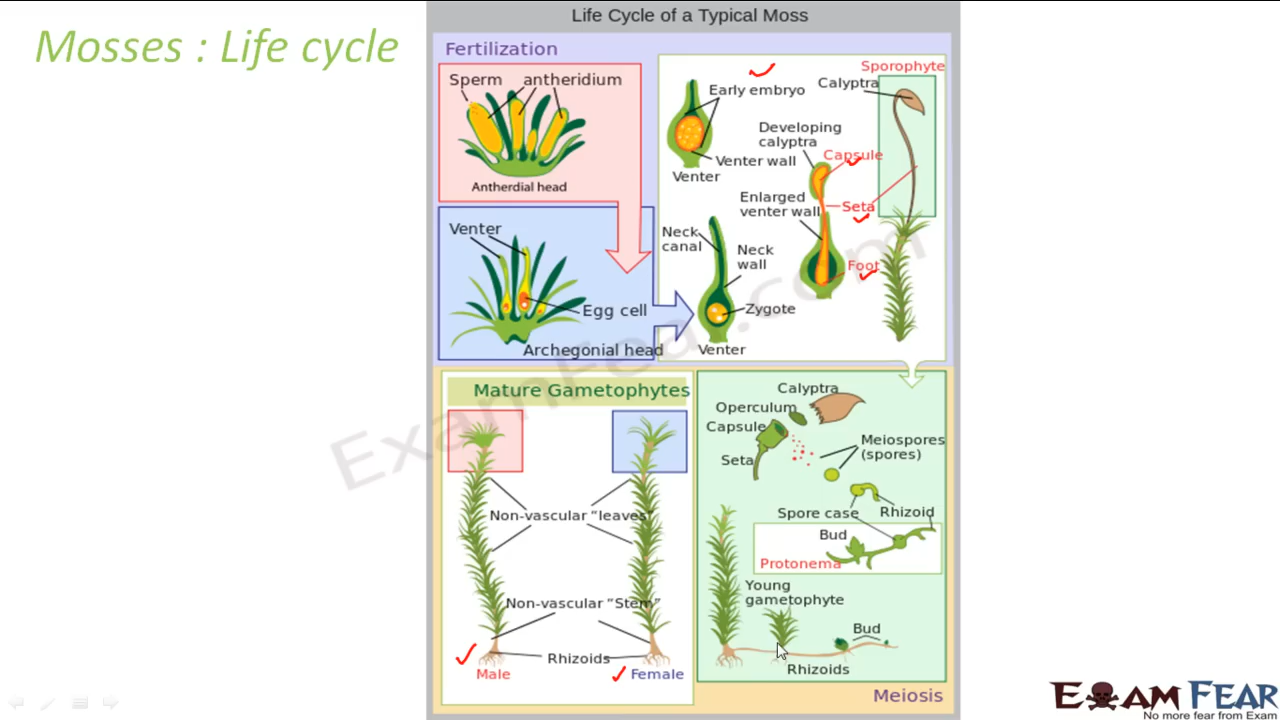 Mosses : Life cycle
Life Cycle of a Typical Moss
Fertilization
Sperm
antheridium
Antherdial head
Venter
Egg cell
Archegonial head
Early embryo
Venter wall
Venter
Neck
canal
Neck
wall
Zygote
Venter
Developing
calyptra
Capsule
Enlarged
venter wall
Seta
Foot
Sporophyte
Calyptra
Mature Gametophytes
Non-vascular "leaves"
Non-vascular "Stem"
Rhizoids
Male
Female
Calyptra
Operculum
Capsule
Seta
Meiospores
(spores)
Spore case
Rhizoid
Bud
Protonema
Young
gametophyte
Bud
Rhizoids
Meiosis
ExamFear.com
EXAM FEAR
No more fear from Exam